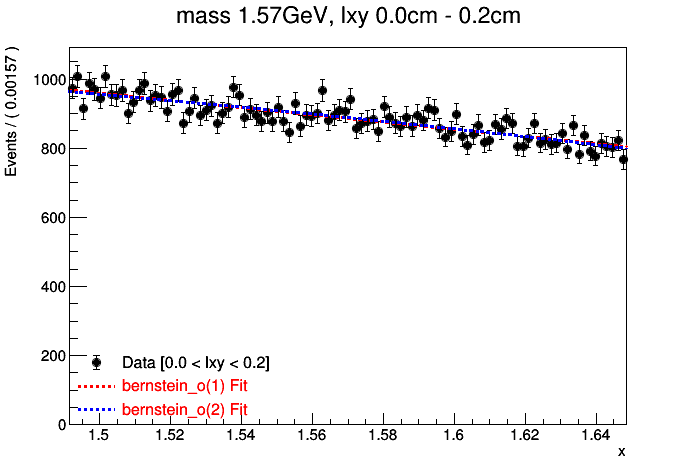 mass 1.57GeV, lxy 0.0cm - 0.2cm
Events / ( 0.00157 )
1000
800
600
400
200
0
Data [0.0 < lxy < 0.2]
bernstein_o(1) Fit
bernstein_o(2) Fit
1.5 1.52 1.54 1.56 1.58 1.6 1.62 1.64
x